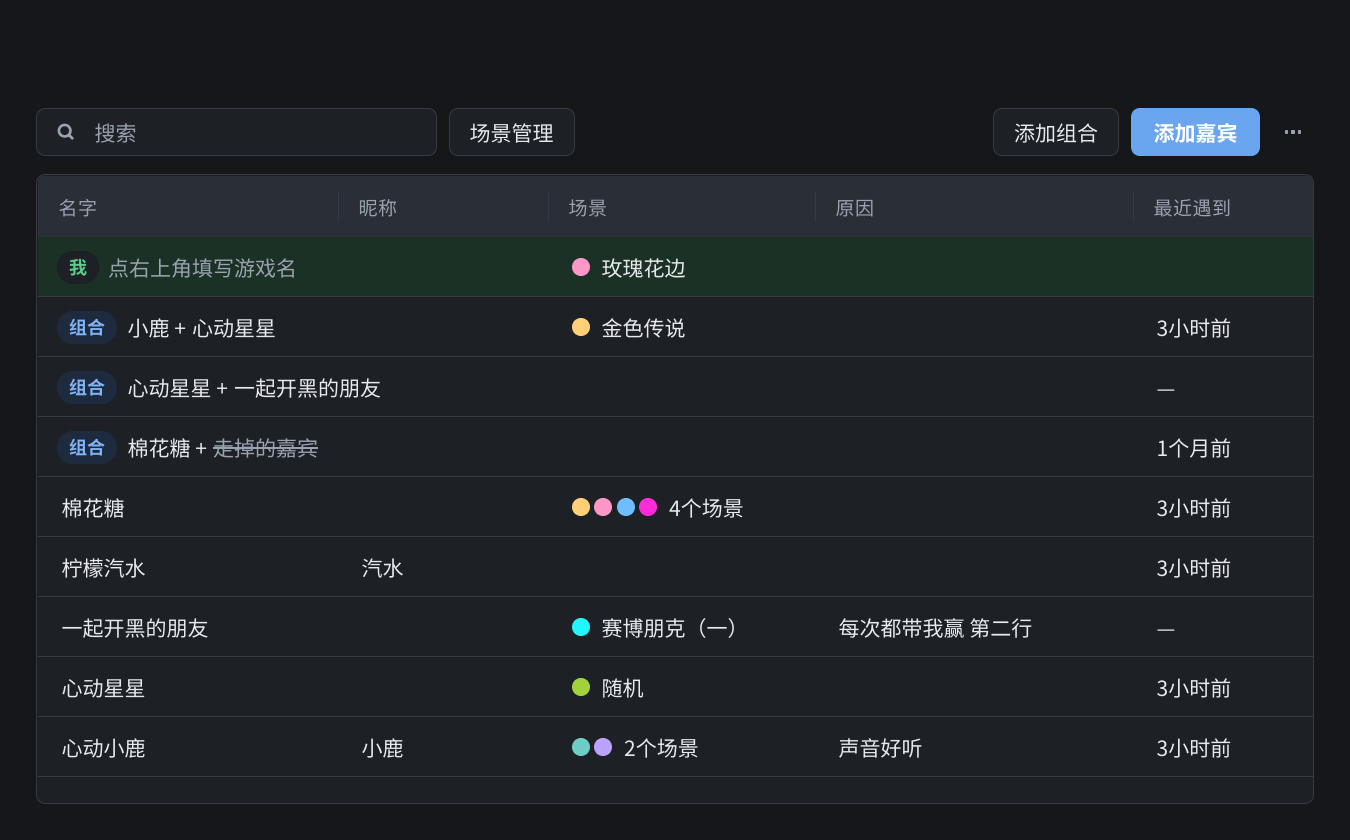 搜索 场景管理 添加组合 添加嘉宾 ···
名字 昵称 场景 原因 最近遇到
我 点右上角填写游戏名 玫瑰花边
组合 小鹿 + 心动星星 金色传说 3小时前
组合 心动星星 + 一起开黑的朋友 —
组合 棉花糖 + 走掉的嘉宾 1个月前
棉花糖 4个场景 3小时前
柠檬汽水 汽水 3小时前
一起开黑的朋友 赛博朋克（一） 每次都带我赢 第二行 —
心动星星 随机 3小时前
心动小鹿 小鹿 2个场景 声音好听 3小时前